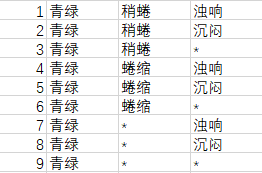 1 青绿 稍蜷 浊响
2 青绿 稍蜷 沉闷
3 青绿 稍蜷 *
4 青绿 蜷缩 浊响
5 青绿 蜷缩 沉闷
6 青绿 蜷缩 *
7 青绿 * 浊响
8 青绿 * 沉闷
9 青绿 * *